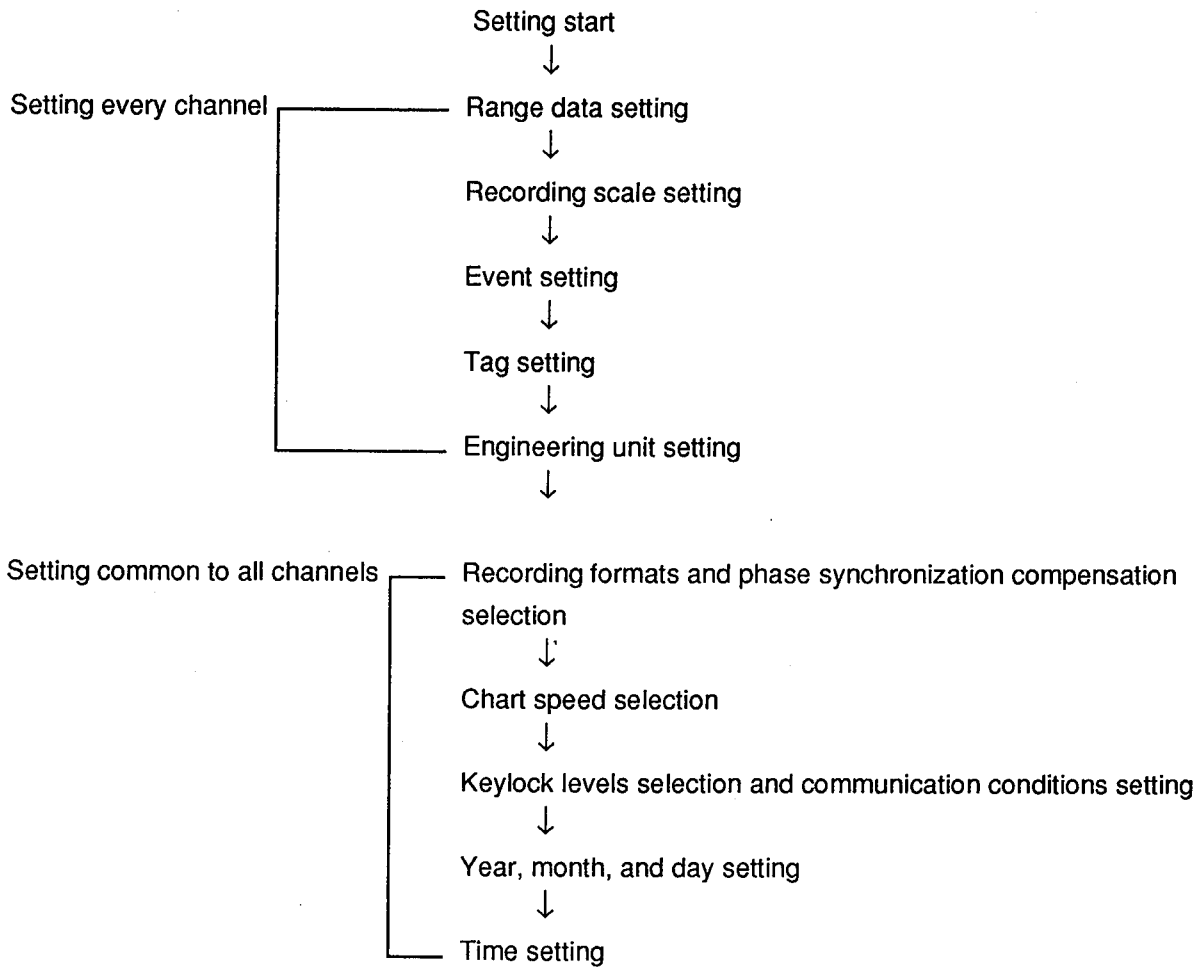 Setting start
↓
Setting every channel Range data setting
↓
Recording scale setting
↓
Event setting
↓
Tag setting
↓
Engineering unit setting
↓
Setting common to all channels Recording formats and phase synchronization compensation
selection
↓
Chart speed selection
↓
Keylock levels selection and communication conditions setting
↓
Year, month, and day setting
↓
Time setting